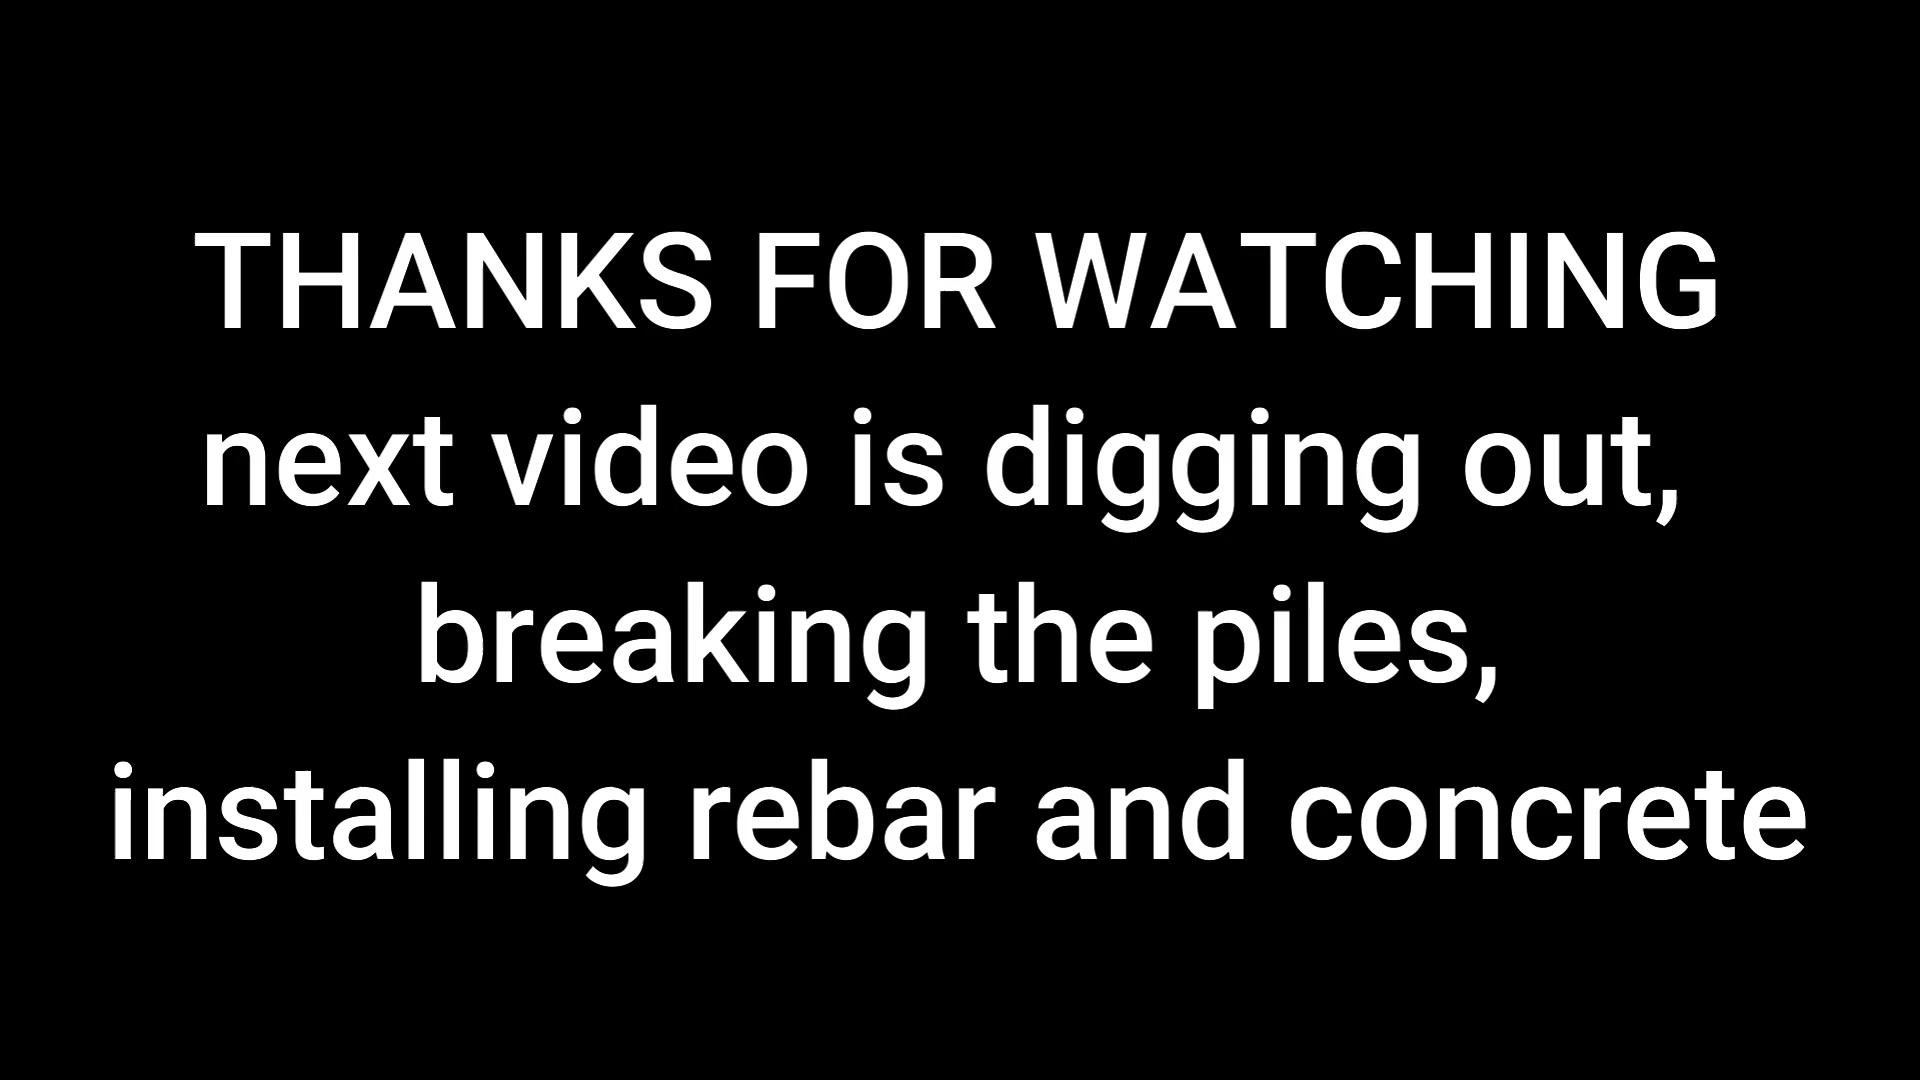 THANKS FOR WATCHING
next video is digging out,
breaking the piles,
installing rebar and concrete